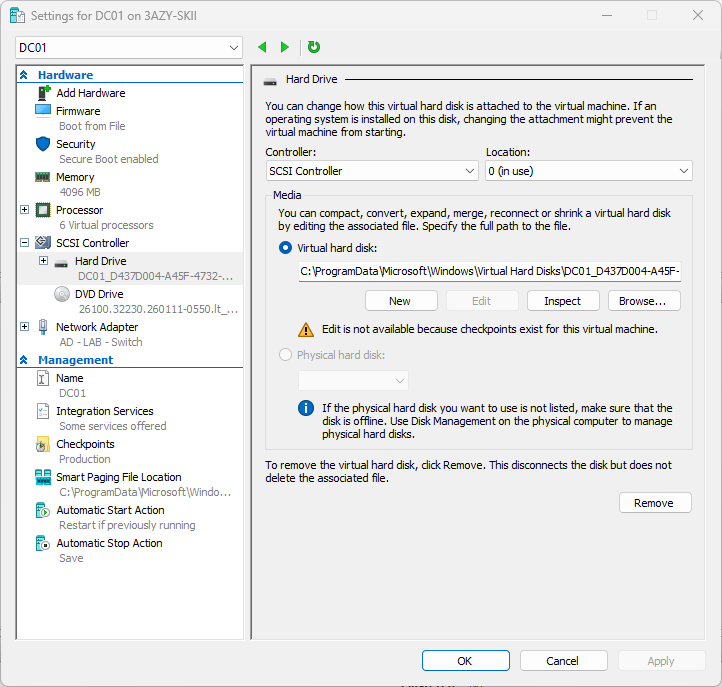 Settings for DC01 on 3AZY-SKII
DC01
Hardware
Add Hardware
Firmware
Boot from File
Security
Secure Boot enabled
Memory
4096 MB
Processor
6 Virtual processors
SCSI Controller
Hard Drive
DC01_D437D004-A45F-4732-...
DVD Drive
26100.32230.260111-0550.lt_...
Network Adapter
AD - LAB - Switch
Management
Name
DC01
Integration Services
Some services offered
Checkpoints
Production
Smart Paging File Location
C:\ProgramData\Microsoft\Windo...
Automatic Start Action
Restart if previously running
Automatic Stop Action
Save
Hard Drive
You can change how this virtual hard disk is attached to the virtual machine. If an
operating system is installed on this disk, changing the attachment might prevent the
virtual machine from starting.
Controller: Location:
SCSI Controller 0 (in use)
Media
You can compact, convert, expand, merge, reconnect or shrink a virtual hard disk
by editing the associated file. Specify the full path to the file.
Virtual hard disk:
C:\ProgramData\Microsoft\Windows\Virtual Hard Disks\DC01_D437D004-A45F-
New Edit Inspect Browse...
Edit is not available because checkpoints exist for this virtual machine.
Physical hard disk:
If the physical hard disk you want to use is not listed, make sure that the
disk is offline. Use Disk Management on the physical computer to manage
physical hard disks.
To remove the virtual hard disk, click Remove. This disconnects the disk but does not
delete the associated file.
Remove
OK Cancel Apply